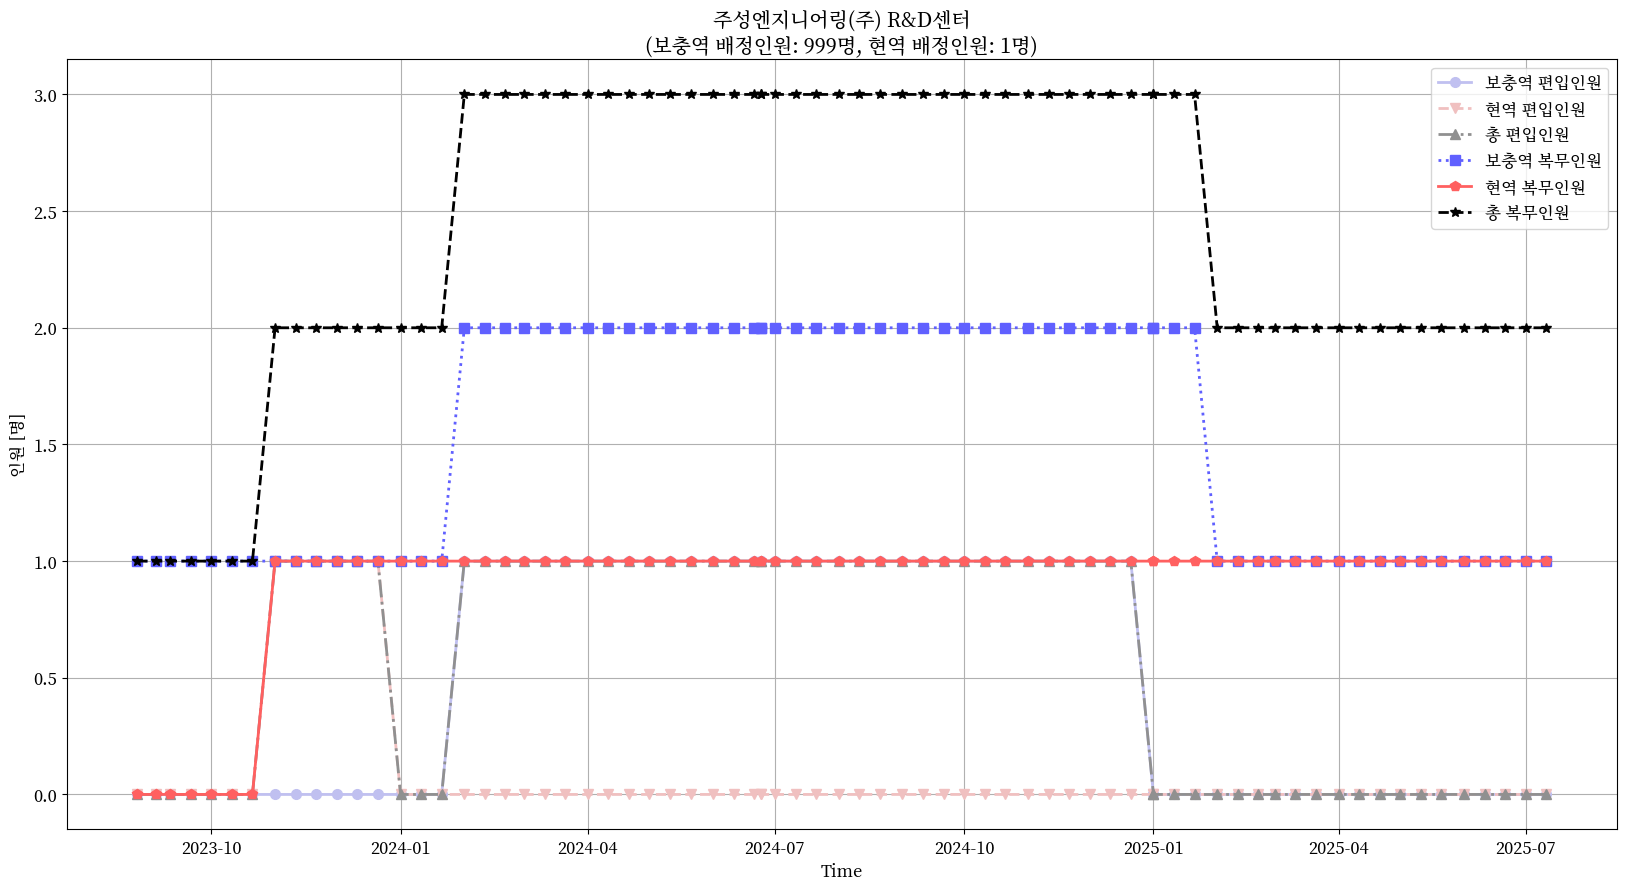 주성엔지니어링(주) R&D센터
(보충역 배정인원: 999명, 현역 배정인원: 1명)
보충역 편입인원
현역 편입인원
총 편입인원
보충역 복무인원
현역 복무인원
총 복무인원
인원 [명]
3.0
2.5
2.0
1.5
1.0
0.5
0.0
2023-10
2024-01
2024-04
2024-07
2024-10
2025-01
2025-04
2025-07
Time